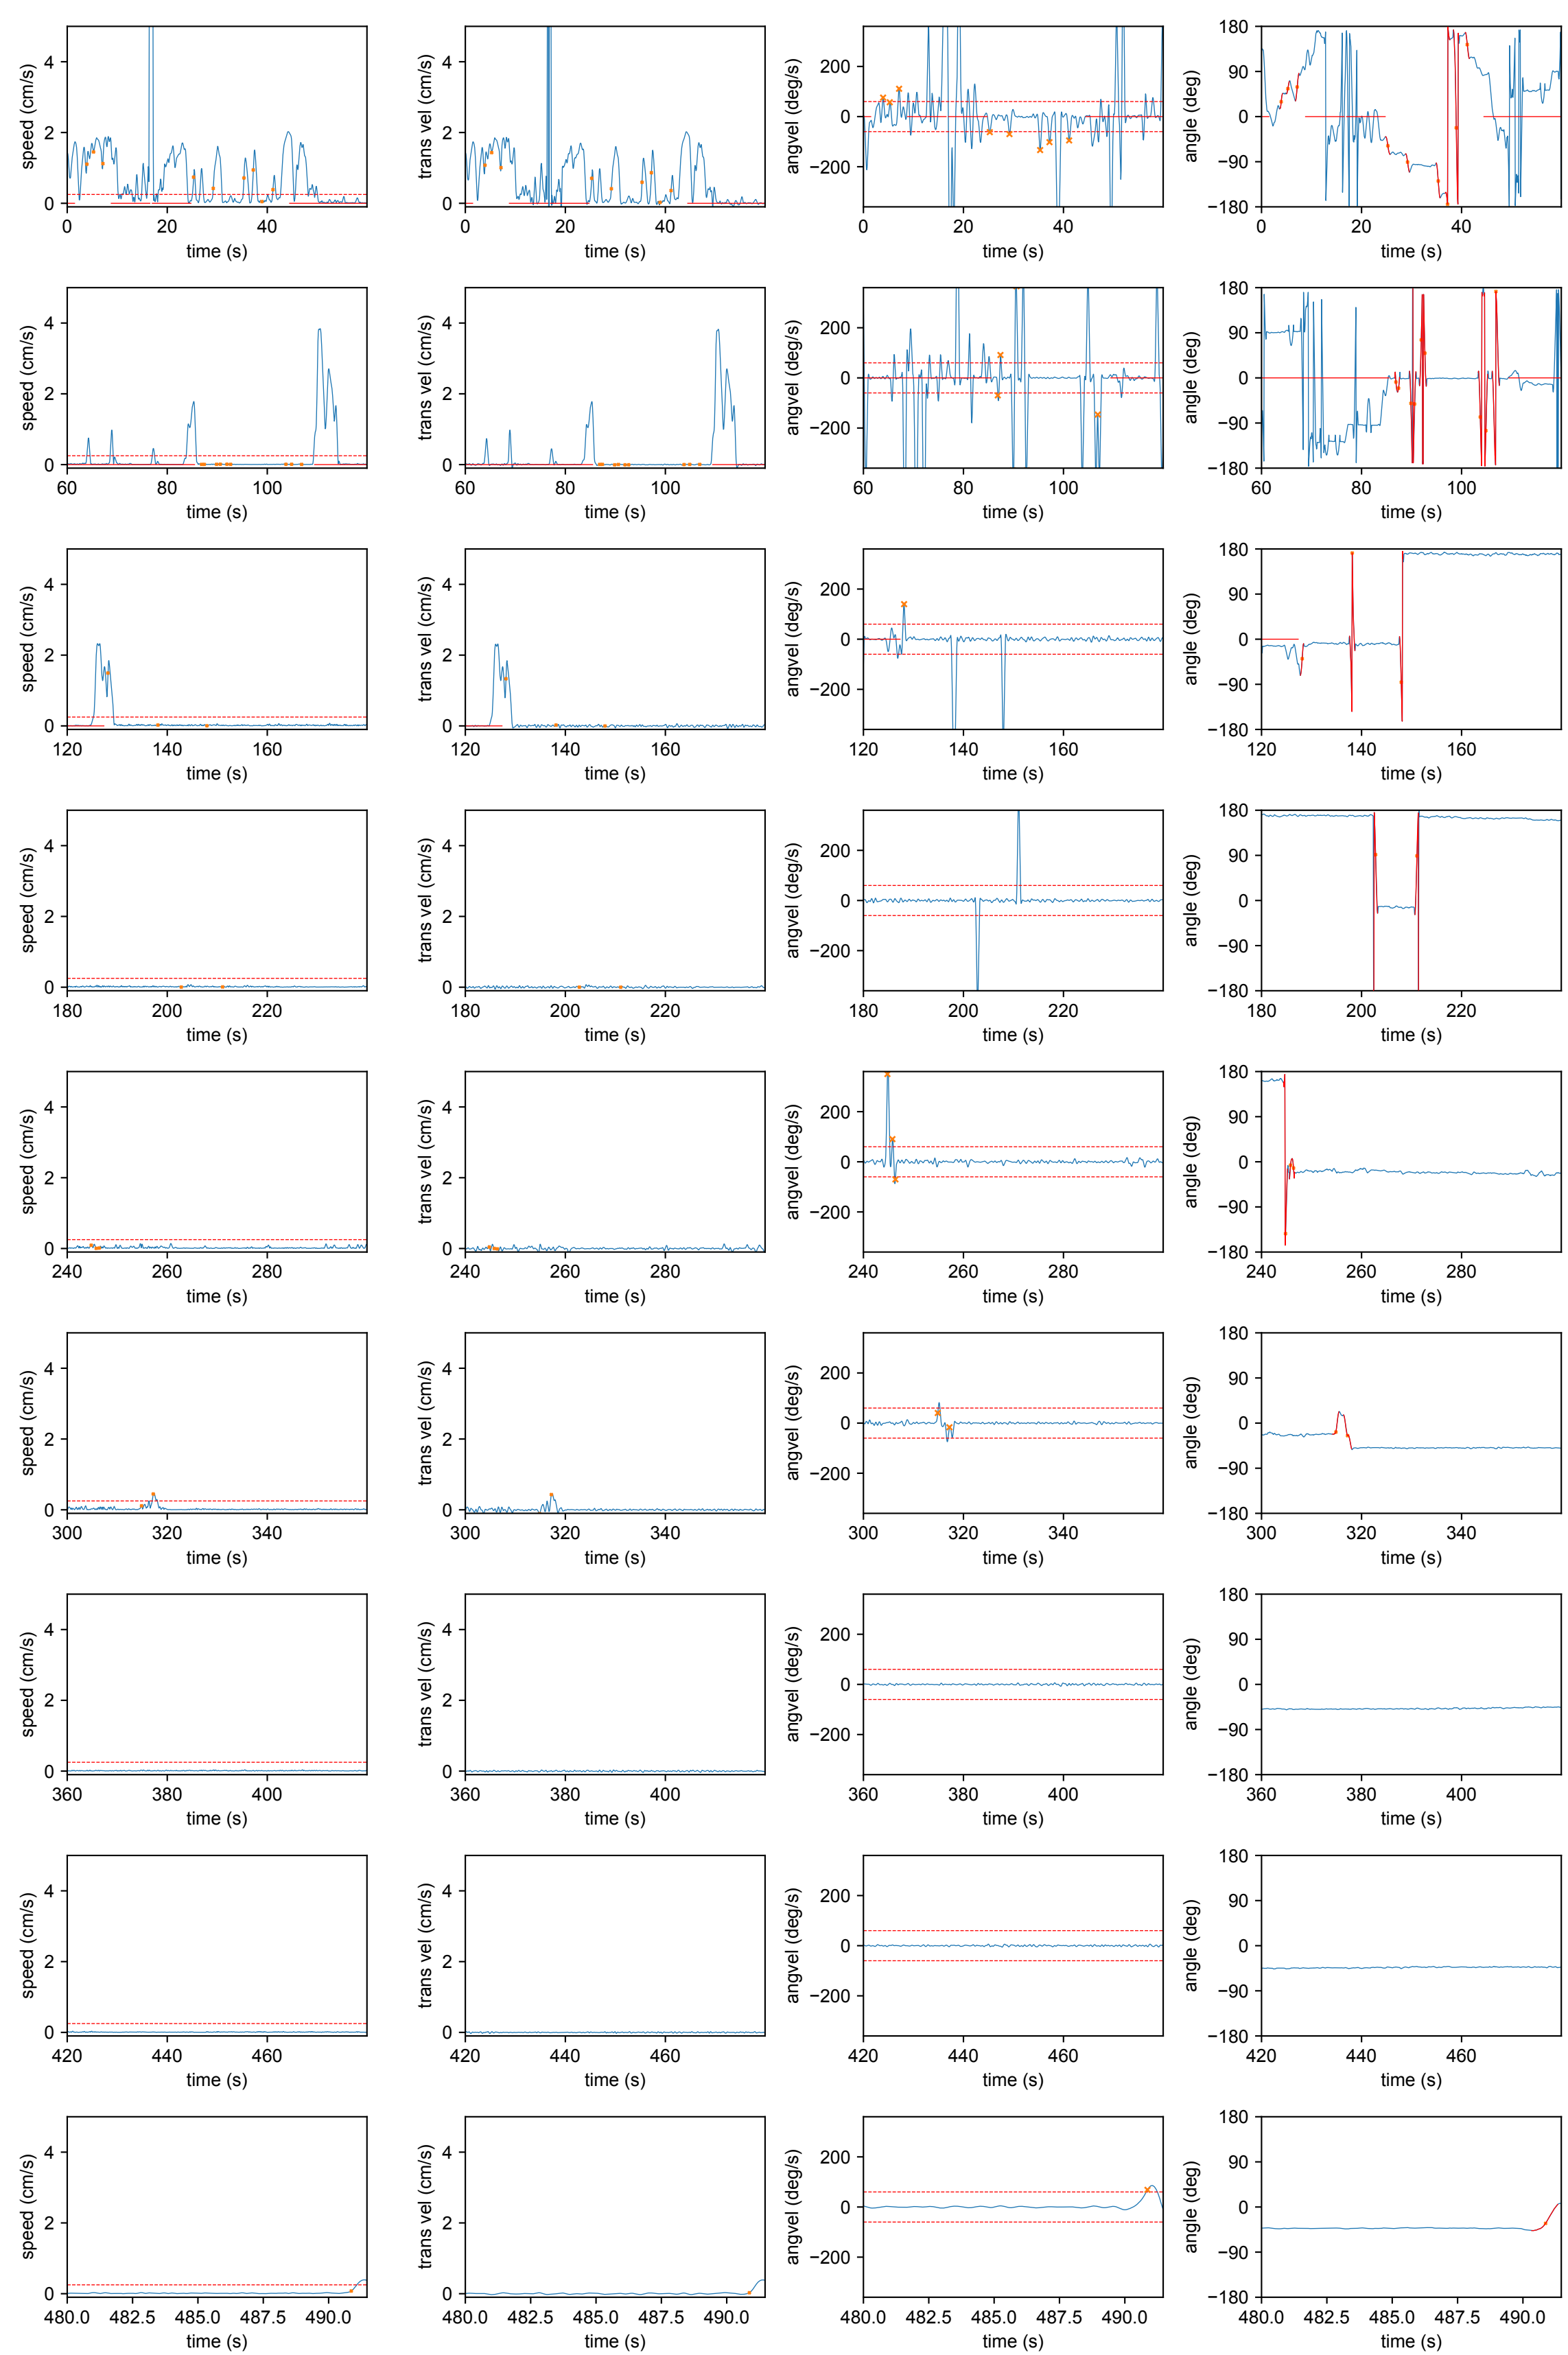 speed (cm/s)
4
2
0
0 20 40
time (s)
trans vel (cm/s)
4
2
0
0 20 40
time (s)
angvel (deg/s)
200
0
−200
0 20 40
time (s)
angle (deg)
180
90
0
−90
−180
0 20 40
time (s)
speed (cm/s)
4
2
0
60 80 100
time (s)
trans vel (cm/s)
4
2
0
60 80 100
time (s)
angvel (deg/s)
200
0
−200
60 80 100
time (s)
angle (deg)
180
90
0
−90
−180
60 80 100
time (s)
speed (cm/s)
4
2
0
120 140 160
time (s)
trans vel (cm/s)
4
2
0
120 140 160
time (s)
angvel (deg/s)
200
0
−200
120 140 160
time (s)
angle (deg)
180
90
0
−90
−180
120 140 160
time (s)
speed (cm/s)
4
2
0
180 200 220
time (s)
trans vel (cm/s)
4
2
0
180 200 220
time (s)
angvel (deg/s)
200
0
−200
180 200 220
time (s)
angle (deg)
180
90
0
−90
−180
180 200 220
time (s)
speed (cm/s)
4
2
0
240 260 280
time (s)
trans vel (cm/s)
4
2
0
240 260 280
time (s)
angvel (deg/s)
200
0
−200
240 260 280
time (s)
angle (deg)
180
90
0
−90
−180
240 260 280
time (s)
speed (cm/s)
4
2
0
300 320 340
time (s)
trans vel (cm/s)
4
2
0
300 320 340
time (s)
angvel (deg/s)
200
0
−200
300 320 340
time (s)
angle (deg)
180
90
0
−90
−180
300 320 340
time (s)
speed (cm/s)
4
2
0
360 380 400
time (s)
trans vel (cm/s)
4
2
0
360 380 400
time (s)
angvel (deg/s)
200
0
−200
360 380 400
time (s)
angle (deg)
180
90
0
−90
−180
360 380 400
time (s)
speed (cm/s)
4
2
0
420 440 460
time (s)
trans vel (cm/s)
4
2
0
420 440 460
time (s)
angvel (deg/s)
200
0
−200
420 440 460
time (s)
angle (deg)
180
90
0
−90
−180
420 440 460
time (s)
speed (cm/s)
4
2
0
480.0 482.5 485.0 487.5 490.0
time (s)
trans vel (cm/s)
4
2
0
480.0 482.5 485.0 487.5 490.0
time (s)
angvel (deg/s)
200
0
−200
480.0 482.5 485.0 487.5 490.0
time (s)
angle (deg)
180
90
0
−90
−180
480.0 482.5 485.0 487.5 490.0
time (s)